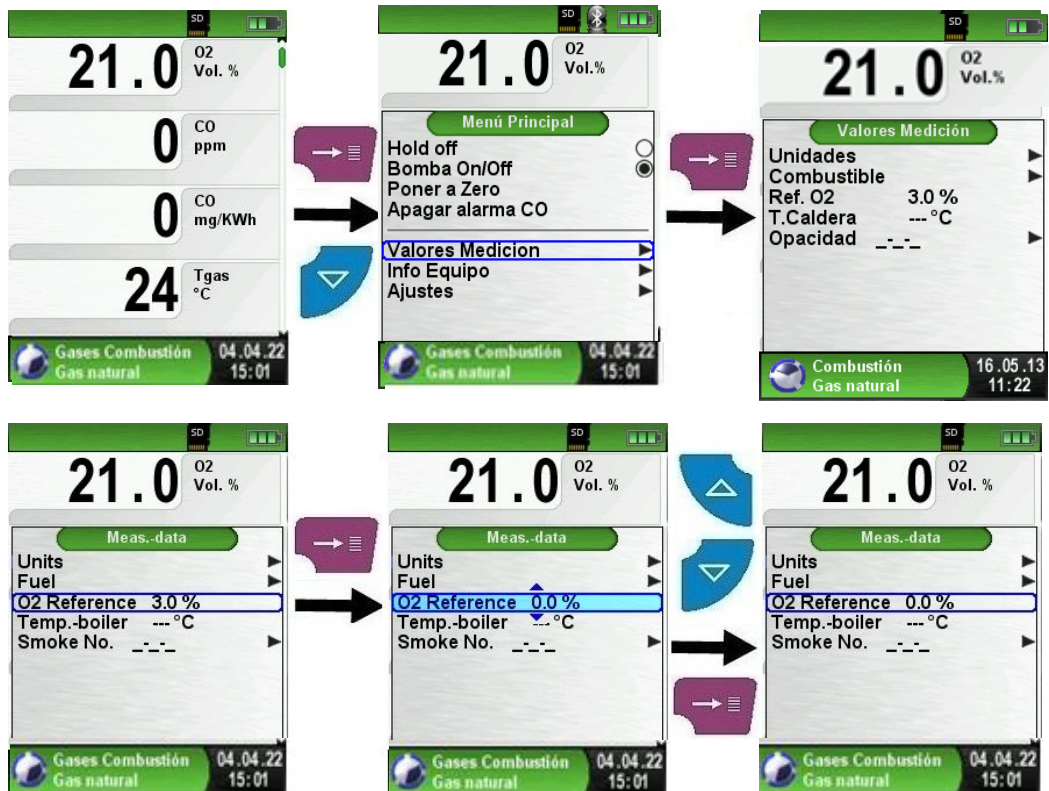 SD
21.0 O2
Vol. %
0 CO
ppm
0 CO
mg/KWh
24 Tgas
°C
Gases Combustión 04.04.22
Gas natural 15:01
SD
21.0 O2
Vol.%
Menú Principal
Hold off
Bomba On/Off
Poner a Zero
Apagar alarma CO
Valores Medicion
Info Equipo
Ajustes
Gases Combustión 04.04.22
Gas natural 15:01
SD
21.0 O2
Vol.%
Valores Medición
Unidades
Combustible
Ref. O2 3.0 %
T.Caldera --- °C
Opacidad _-_-_
Combustión 16.05.13
Gas natural 11:22
SD
21.0 O2
Vol. %
Meas.-data
Units
Fuel
O2 Reference 3.0 %
Temp.-boiler --- °C
Smoke No. _-_-_
Gases Combustión 04.04.22
Gas natural 15:01
SD
21.0 O2
Vol. %
Meas.-data
Units
Fuel
O2 Reference 0.0 %
Temp.-boiler --- °C
Smoke No. _-_-_
Gases Combustión 04.04.22
Gas natural 15:01
SD
21.0 O2
Vol. %
Meas.-data
Units
Fuel
O2 Reference 0.0 %
Temp.-boiler --- °C
Smoke No. _-_-_
Gases Combustión 04.04.22
Gas natural 15:01